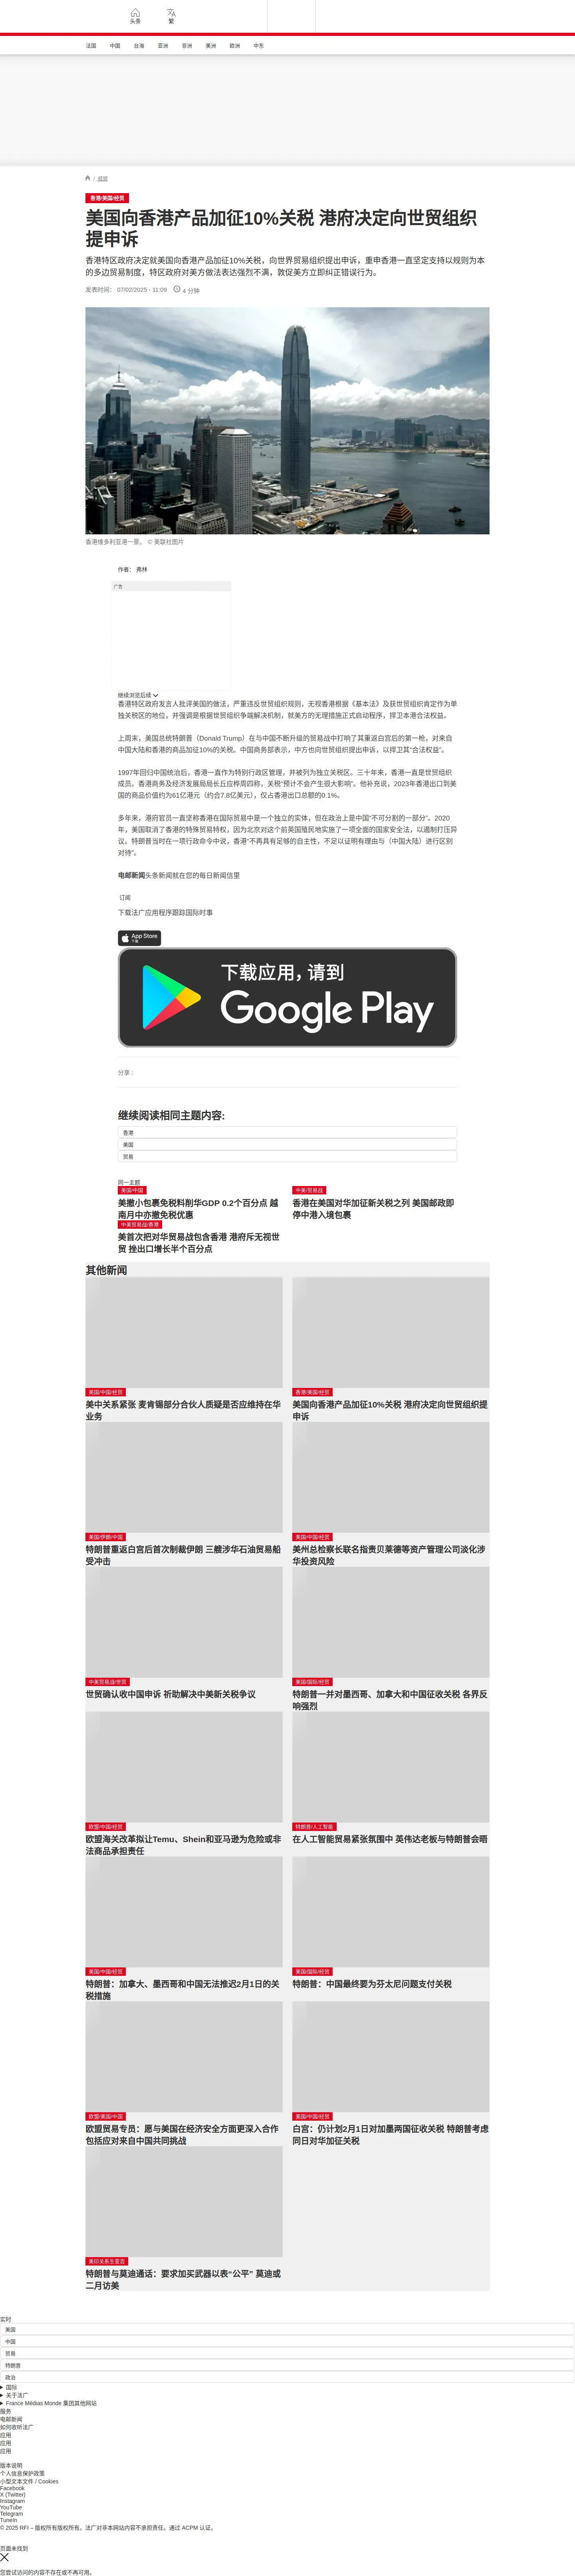 头条
繁
法国
中国
台海
亚洲
非洲
美洲
欧洲
中东
/ 经贸
香港/美国/经贸
美国向香港产品加征10%关税 港府决定向世贸组织
提申诉
香港特区政府决定就美国向香港产品加征10%关税，向世界贸易组织提出申诉，重申香港一直坚定支持以规则为本
的多边贸易制度，特区政府对美方做法表达强烈不满，敦促美方立即纠正错误行为。
发表时间： 07/02/2025 - 11:09
4 分钟
香港维多利亚港一景。 © 美联社图片
作者： 弗林
广告
继续浏览后续
香港特区政府发言人批评美国的做法，严重违反世贸组织规则，无视香港根据《基本法》及获世贸组织肯定作为单
独关税区的地位，并强调是根据世贸组织争端解决机制，就美方的无理措施正式启动程序，捍卫本港合法权益。
上周末，美国总统特朗普（Donald Trump）在与中国不断升级的贸易战中打响了其重返白宫后的第一枪，对来自
中国大陆和香港的商品加征10%的关税。中国商务部表示，中方也向世贸组织提出申诉，以捍卫其“合法权益”。
1997年回归中国统治后，香港一直作为特别行政区管理，并被列为独立关税区。三十年来，香港一直是世贸组织
成员。香港商务及经济发展局局长丘应桦周四称，关税“预计不会产生很大影响”。他补充说，2023年香港出口到美
国的商品价值约为61亿港元（约合7.8亿美元），仅占香港出口总额的0.1%。
多年来，港府官员一直坚称香港在国际贸易中是一个独立的实体，但在政治上是中国“不可分割的一部分”。2020
年，美国取消了香港的特殊贸易特权，因为北京对这个前英国殖民地实施了一项全面的国家安全法，以遏制打压异
议。特朗普当时在一项行政命令中说，香港“不再具有足够的自主性，不足以证明有理由与（中国大陆）进行区别
对待”。
电邮新闻头条新闻就在您的每日新闻信里
订阅
下载法广应用程序跟踪国际时事
App Store
下载
下载应用，请到
Google Play
分享 :
继续阅读相同主题内容:
香港
美国
贸易
同一主题
美国/中国
美撤小包裹免税料削华GDP 0.2个百分点 越
南月中亦撤免税优惠
中美/贸易战
香港在美国对华加征新关税之列 美国邮政即
停中港入境包裹
中美贸易战/香港
美首次把对华贸易战包含香港 港府斥无视世
贸 挫出口增长半个百分点
其他新闻
美国/中国/经贸
美中关系紧张 麦肯锡部分合伙人质疑是否应维持在华
业务
香港/美国/经贸
美国向香港产品加征10%关税 港府决定向世贸组织提
申诉
美国/伊朗/中国
特朗普重返白宫后首次制裁伊朗 三艘涉华石油贸易船
受冲击
美国/中国/经贸
美州总检察长联名指责贝莱德等资产管理公司淡化涉
华投资风险
中美贸易战/世贸
世贸确认收中国申诉 祈助解决中美新关税争议
美国/国际/经贸
特朗普一并对墨西哥、加拿大和中国征收关税 各界反
响强烈
欧盟/中国/经贸
欧盟海关改革拟让Temu、Shein和亚马逊为危险或非
法商品承担责任
特朗普/人工智能
在人工智能贸易紧张氛围中 英伟达老板与特朗普会晤
美国/中国/经贸
特朗普：加拿大、墨西哥和中国无法推迟2月1日的关
税措施
美国/国际/经贸
特朗普：中国最终要为芬太尼问题支付关税
欧盟/美国/中国
欧盟贸易专员：愿与美国在经济安全方面更深入合作
包括应对来自中国共同挑战
美国/中国/经贸
白宫：仍计划2月1日对加墨两国征收关税 特朗普考虑
同日对华加征关税
美印关系生变否
特朗普与莫迪通话：要求加买武器以表“公平” 莫迪或
二月访美
实时
美国
中国
贸易
特朗普
政治
国际
关于法广
France Médias Monde 集团其他网站
服务
电邮新闻
如何收听法广
应用
应用
应用
版本说明
个人信息保护政策
小型文本文件 / Cookies
Facebook
X (Twitter)
Instagram
YouTube
Telegram
TuneIn
© 2025 RFI – 版权所有版权所有。法广对非本网站内容不承担责任。通过 ACPM 认证。
页面未找到
您尝试访问的内容不存在或不再可用。